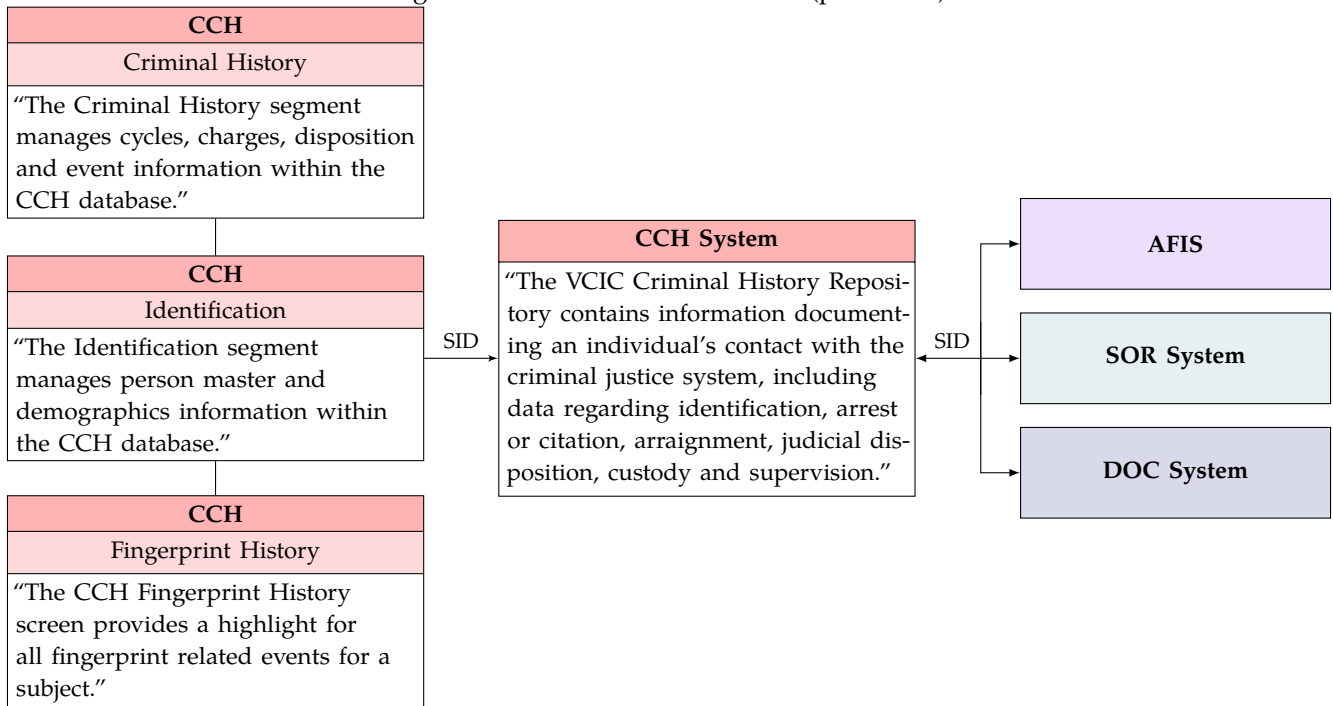 CCH
Criminal History
“The Criminal History segment
manages cycles, charges, disposition
and event information within the
CCH database.”
CCH
Identification
“The Identification segment
manages person master and
demographics information within
the CCH database.”
CCH
Fingerprint History
“The CCH Fingerprint History
screen provides a highlight for
all fingerprint related events for a
subject.”
SID
CCH System
“The VCIC Criminal History Reposi-
tory contains information document-
ing an individual’s contact with the
criminal justice system, including
data regarding identification, arrest
or citation, arraignment, judicial dis-
position, custody and supervision.”
SID
AFIS
SOR System
DOC System